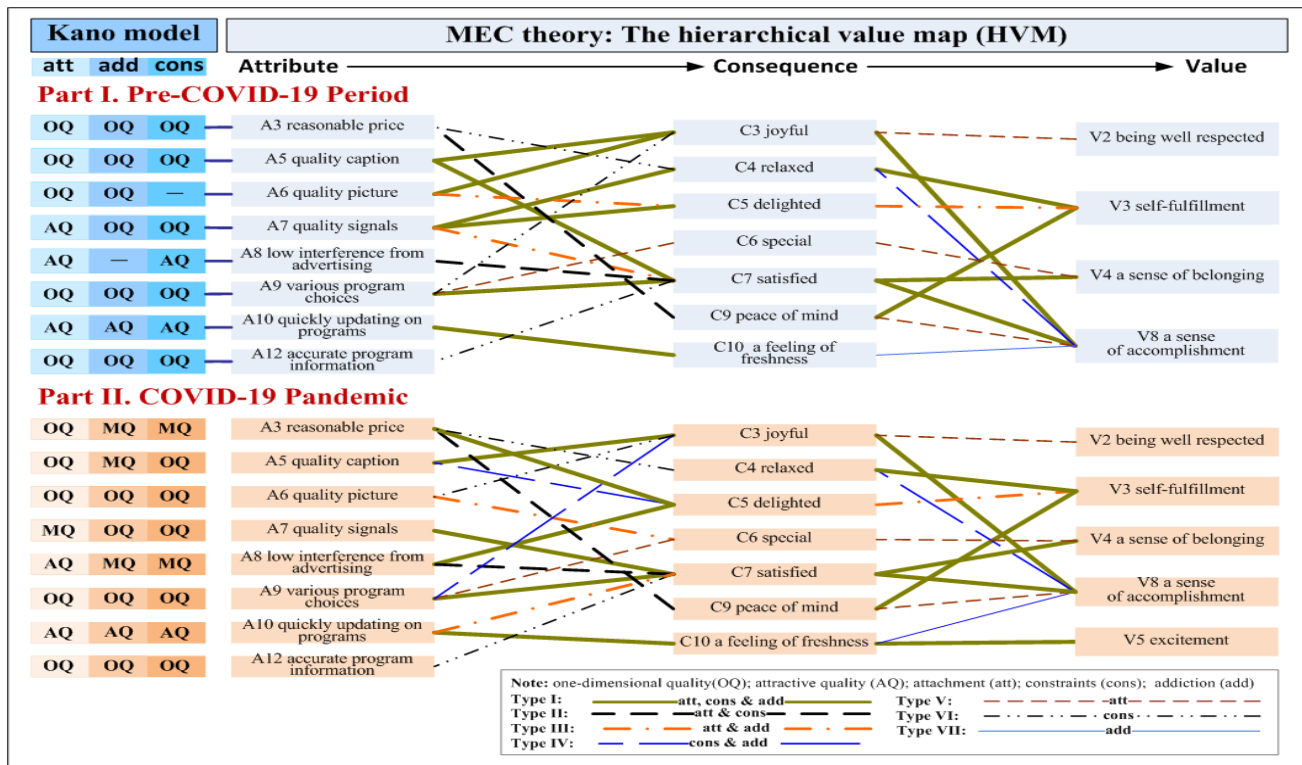 Kano model
MEC theory: The hierarchical value map (HVM)
att add cons Attribute Consequence Value
Part I. Pre-COVID-19 Period
OQ OQ OQ A3 reasonable price C3 joyful V2 being well respected
OQ OQ OQ A5 quality caption C4 relaxed
OQ OQ — A6 quality picture C5 delighted V3 self-fulfillment
AQ OQ OQ A7 quality signals C6 special
AQ — AQ A8 low interference from
advertising
C7 satisfied V4 a sense of belonging
OQ OQ OQ A9 various program
choices
C9 peace of mind
AQ AQ AQ A10 quickly updating on
programs
C10 a feeling of
freshness
V8 a sense
of accomplishment
OQ OQ OQ A12 accurate program
information
Part II. COVID-19 Pandemic
OQ MQ MQ A3 reasonable price C3 joyful V2 being well respected
OQ MQ OQ A5 quality caption C4 relaxed
OQ OQ OQ A6 quality picture C5 delighted V3 self-fulfillment
MQ OQ OQ A7 quality signals C6 special V4 a sense of belonging
AQ MQ MQ A8 low interference from
advertising
C7 satisfied
OQ OQ OQ A9 various program
choices
C9 peace of mind V8 a sense
of accomplishment
AQ AQ AQ A10 quickly updating on
programs
C10 a feeling of freshness V5 excitement
OQ OQ OQ A12 accurate program
information
Note: one-dimensional quality(OQ); attractive quality (AQ); attachment (att); constraints (cons); addiction (add)
Type I: att, cons & add Type V: att
Type II: att & cons Type VI: cons
Type III: att & add Type VII: add
Type IV: cons & add